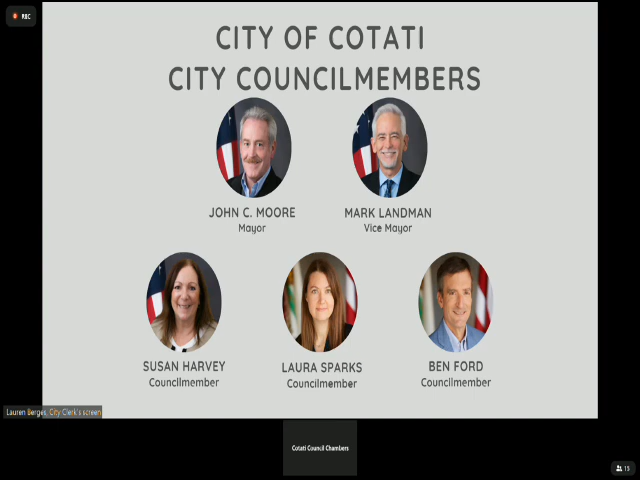 REC
CITY OF COTATI
CITY COUNCILMEMBERS
JOHN C. MOORE
Mayor
MARK LANDMAN
Vice Mayor
SUSAN HARVEY
Councilmember
LAURA SPARKS
Councilmember
BEN FORD
Councilmember
Lauren Berges, City Clerk's screen
Cotati Council Chambers
15